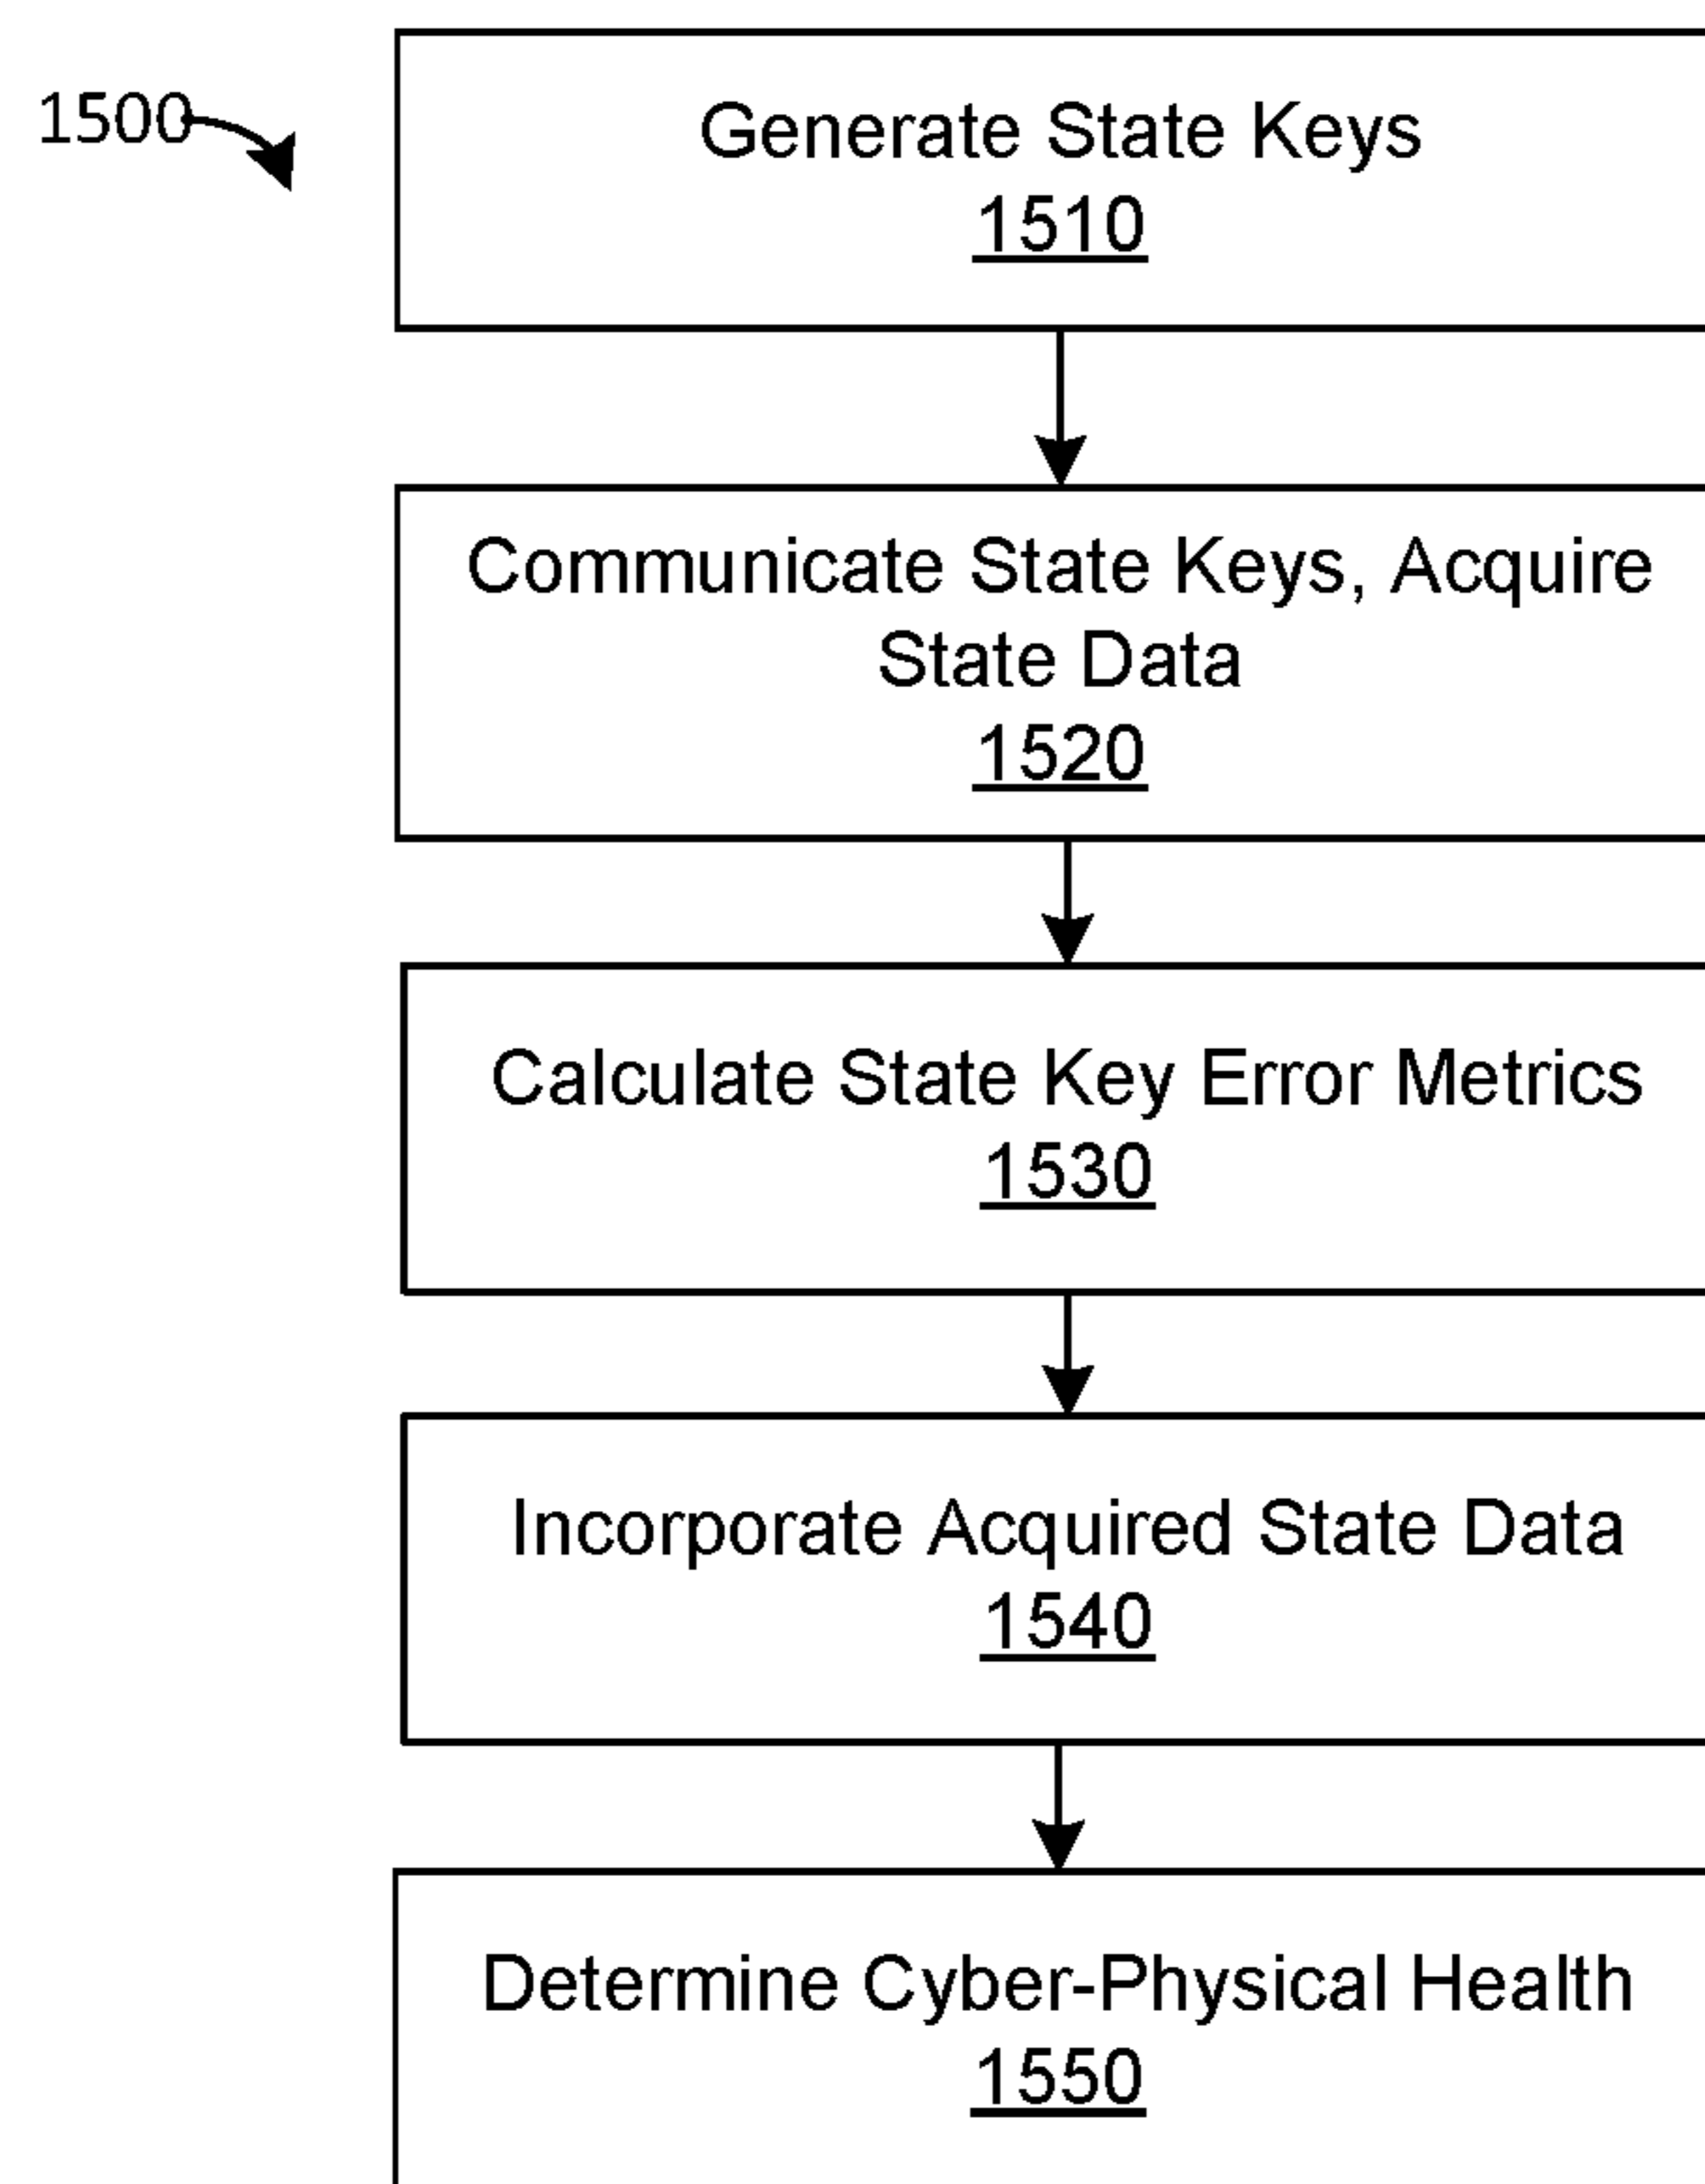 1500
Generate State Keys
1510
Communicate State Keys, Acquire
State Data
1520
Calculate State Key Error Metrics
1530
Incorporate Acquired State Data
1540
Determine Cyber-Physical Health
1550